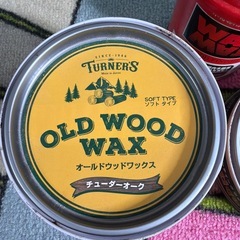 SINCE 1946
TURNER'S
SOFT TYPE
ソフトタイプ
OLD WOOD
WAX
オールドウッドワックス
チューダーオーク